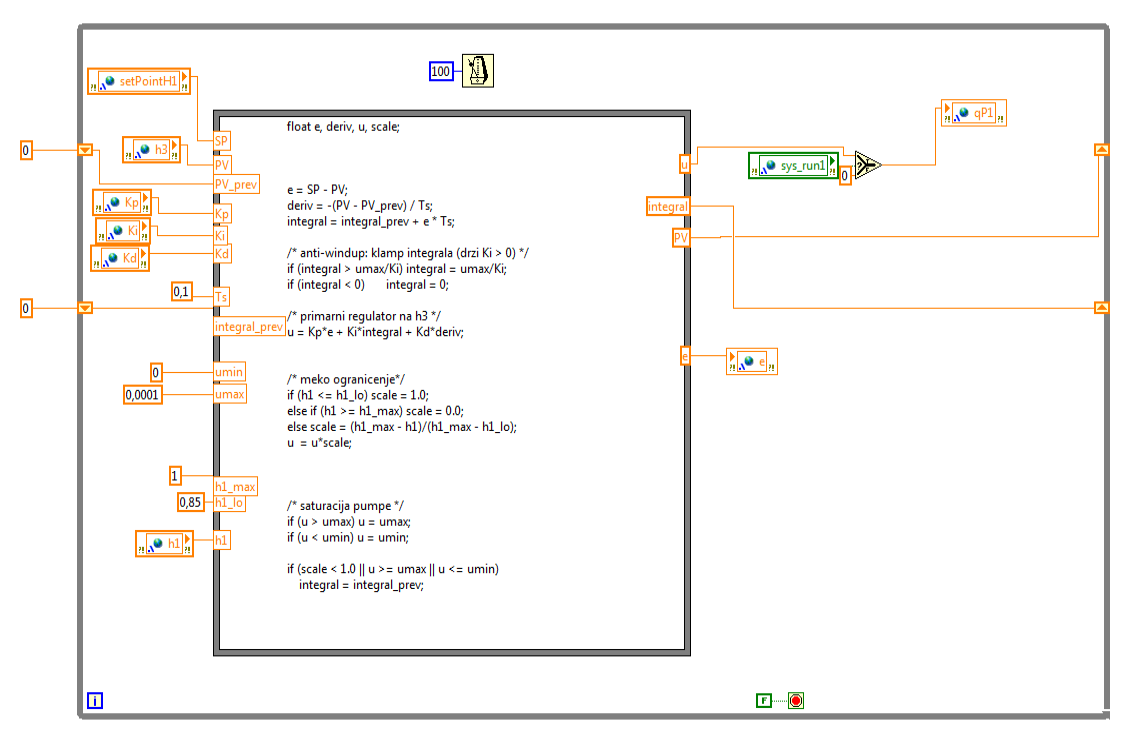 100
setPointH1
qP1
float e, deriv, u, scale;
SP
0
h3
u
sys_run1
PV
0
PV_prev
e = SP - PV;
Kp
deriv = -(PV - PV_prev) / Ts;
integral
Kp
integral = integral_prev + e * Ts;
Ki
Ki
PV
Kd
Kd
/* anti-windup: klamp integrala (drzi Ki > 0) */
if (integral > umax/Ki) integral = umax/Ki;
if (integral < 0) integral = 0;
0,1
Ts
0
/* primarni regulator na h3 */
integral_prev
u = Kp*e + Ki*integral + Kd*deriv;
e
e
0
umin
/* meko ogranicenje*/
0,0001
umax
if (h1 <= h1_lo) scale = 1.0;
else if (h1 >= h1_max) scale = 0.0;
else scale = (h1_max - h1)/(h1_max - h1_lo);
u = u*scale;
1
h1_max
0,85
h1_lo
/* saturacija pumpe */
if (u > umax) u = umax;
if (u < umin) u = umin;
h1
h1
if (scale < 1.0 || u >= umax || u <= umin)
integral = integral_prev;
i
F